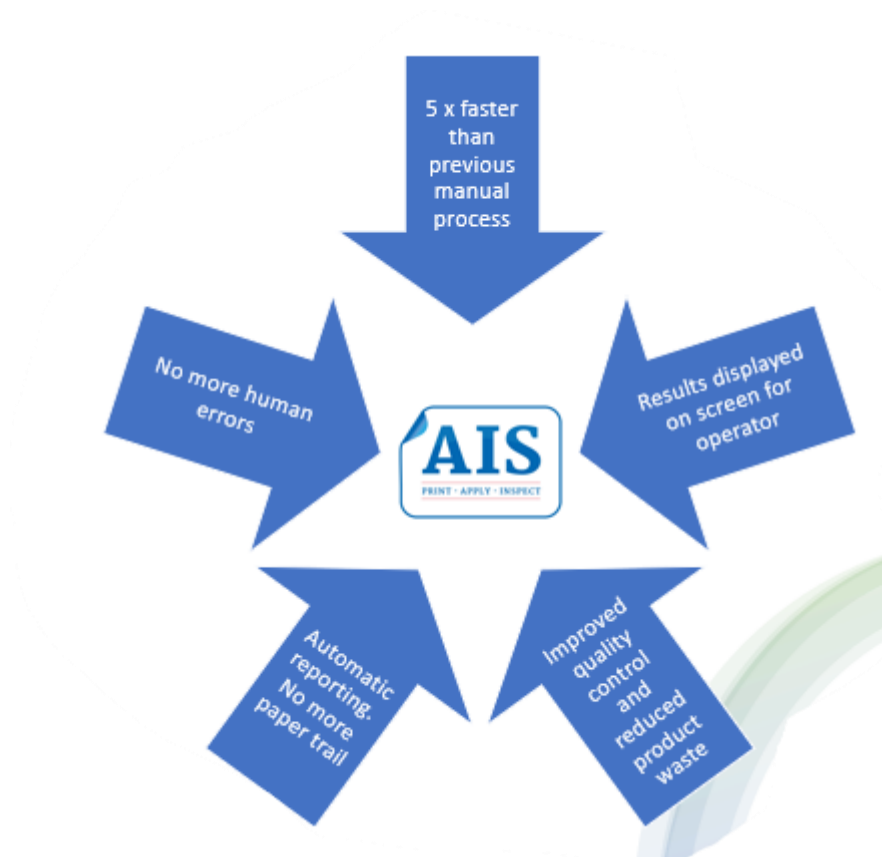 5 x faster
than
previous
manual
process
No more human
errors
Results displayed
on screen for
operator
AIS
PRINT · APPLY · INSPECT
Automatic
reporting.
No more
paper trail
Improved
quality
control
and
reduced
product
waste